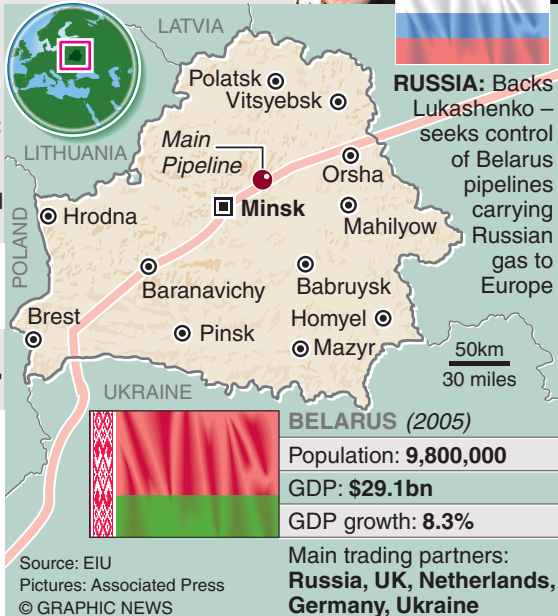 LATVIA
RUSSIA: Backs
Lukashenko –
seeks control
of Belarus
pipelines
carrying
Russian
gas to
Europe
Polatsk
Vitsyebsk
LITHUANIA
Main
Pipeline
Orsha
Minsk
Hrodna
Mahilyow
POLAND
Baranavichy
Babruysk
Brest
Pinsk
Homyel
Mazyr
50km
30 miles
UKRAINE
BELARUS (2005)
Population: 9,800,000
GDP: $29.1bn
GDP growth: 8.3%
Main trading partners:
Russia, UK, Netherlands,
Germany, Ukraine
Source: EIU
Pictures: Associated Press
© GRAPHIC NEWS